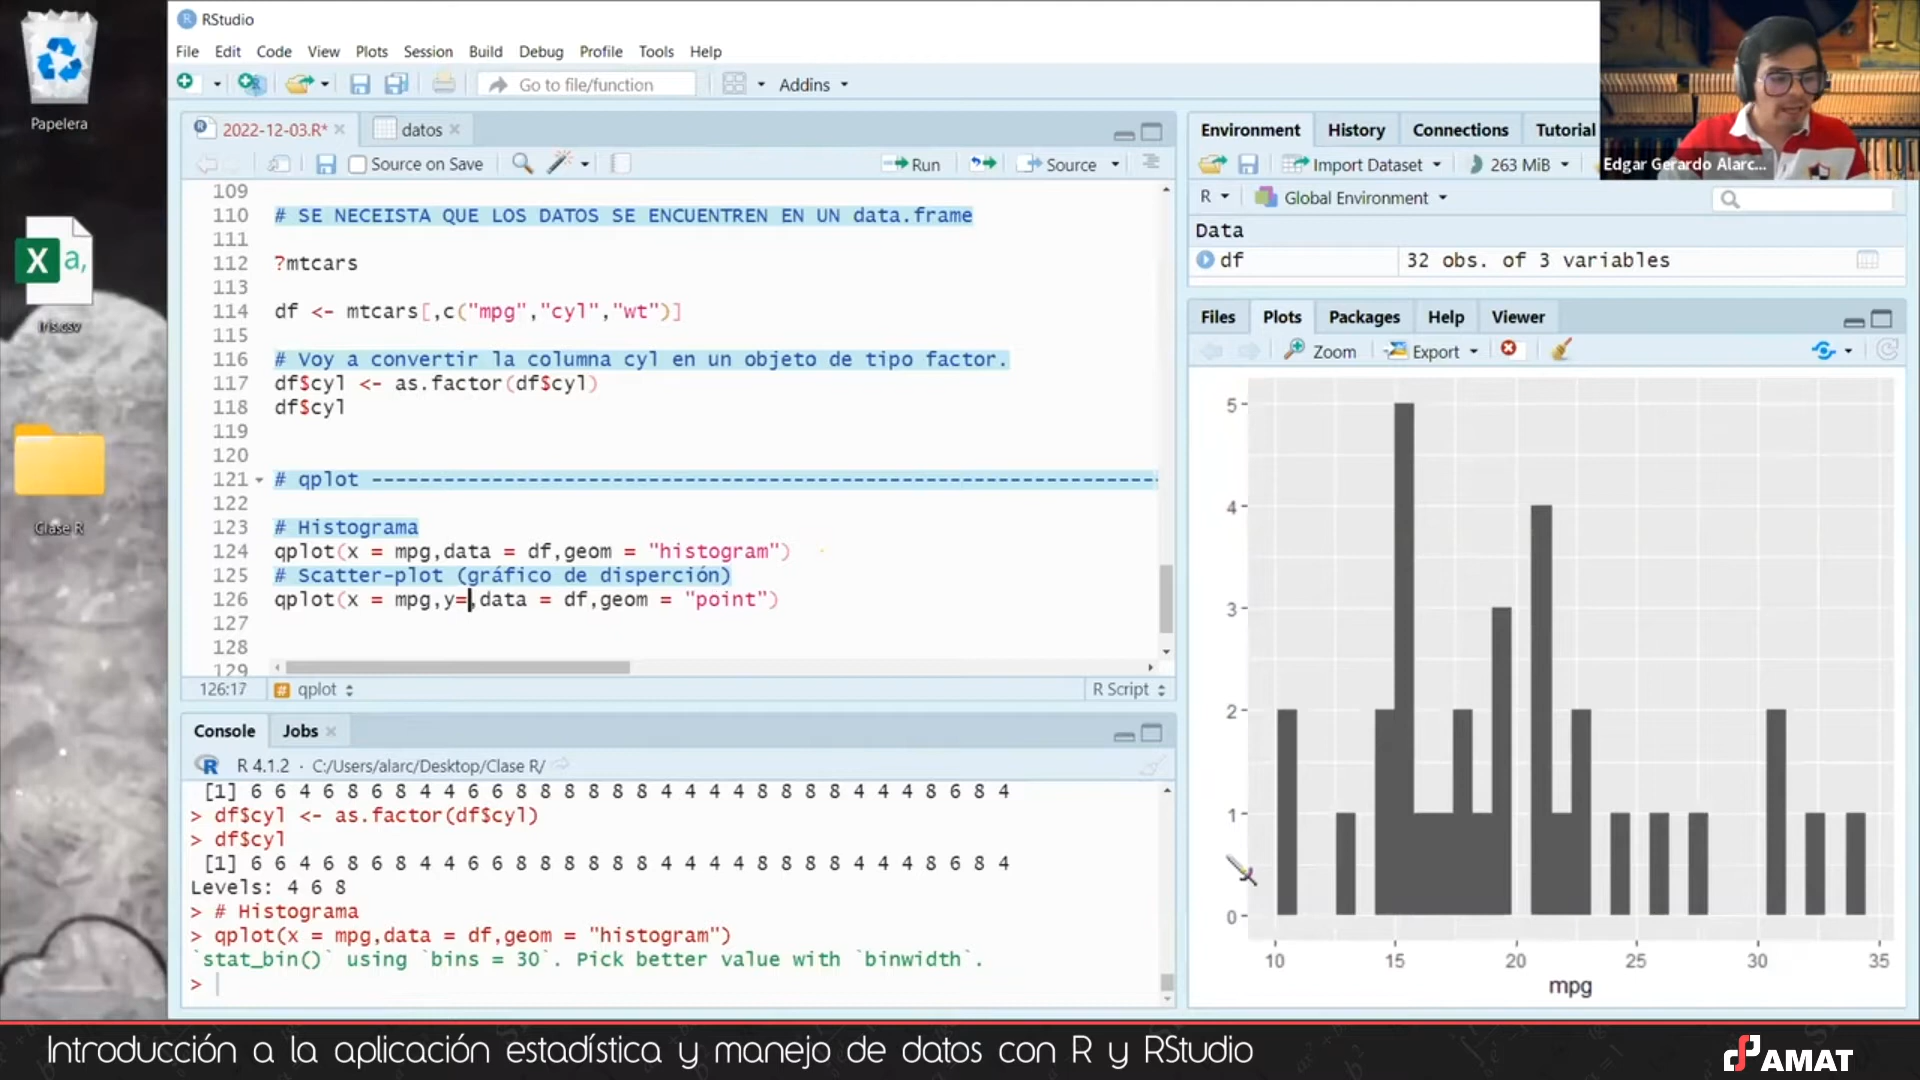 Papelera
Iris.csv
Clase R
RStudio
File Edit Code View Plots Session Build Debug Profile Tools Help
Go to file/function
Addins
2022-12-03.R*
datos
Source on Save
Run
Source
109
110 # SE NECEISTA QUE LOS DATOS SE ENCUENTREN EN UN data.frame
111
112 ?mtcars
113
114 df <- mtcars[,c("mpg","cyl","wt")]
115
116 # Voy a convertir la columna cyl en un objeto de tipo factor.
117 df$cyl <- as.factor(df$cyl)
118 df$cyl
119
120
121 # qplot ------------------------------------------------------------------
122
123 # Histograma
124 qplot(x = mpg,data = df,geom = "histogram")
125 # Scatter-plot (gráfico de disperción)
126 qplot(x = mpg,y=,data = df,geom = "point")
127
128
129
126:17 qplot R Script
Console Jobs
R 4.1.2 · C:/Users/alarc/Desktop/Clase R/
[1] 6 6 4 6 8 6 8 4 4 6 6 8 8 8 8 8 8 4 4 4 4 8 8 8 8 4 4 4 8 6 8 4
> df$cyl <- as.factor(df$cyl)
> df$cyl
[1] 6 6 4 6 8 6 8 4 4 6 6 8 8 8 8 8 8 4 4 4 4 8 8 8 8 4 4 4 8 6 8 4
Levels: 4 6 8
> # Histograma
> qplot(x = mpg,data = df,geom = "histogram")
`stat_bin()` using `bins = 30`. Pick better value with `binwidth`.
>
Environment History Connections Tutorial
Import Dataset 263 MiB
R Global Environment
Data
df 32 obs. of 3 variables
Files Plots Packages Help Viewer
Zoom Export
5
4
3
2
1
0
10 15 20 25 30 35
mpg
Edgar Gerardo Alarc...
Introducción a la aplicación estadística y manejo de datos con R y RStudio
AMAT